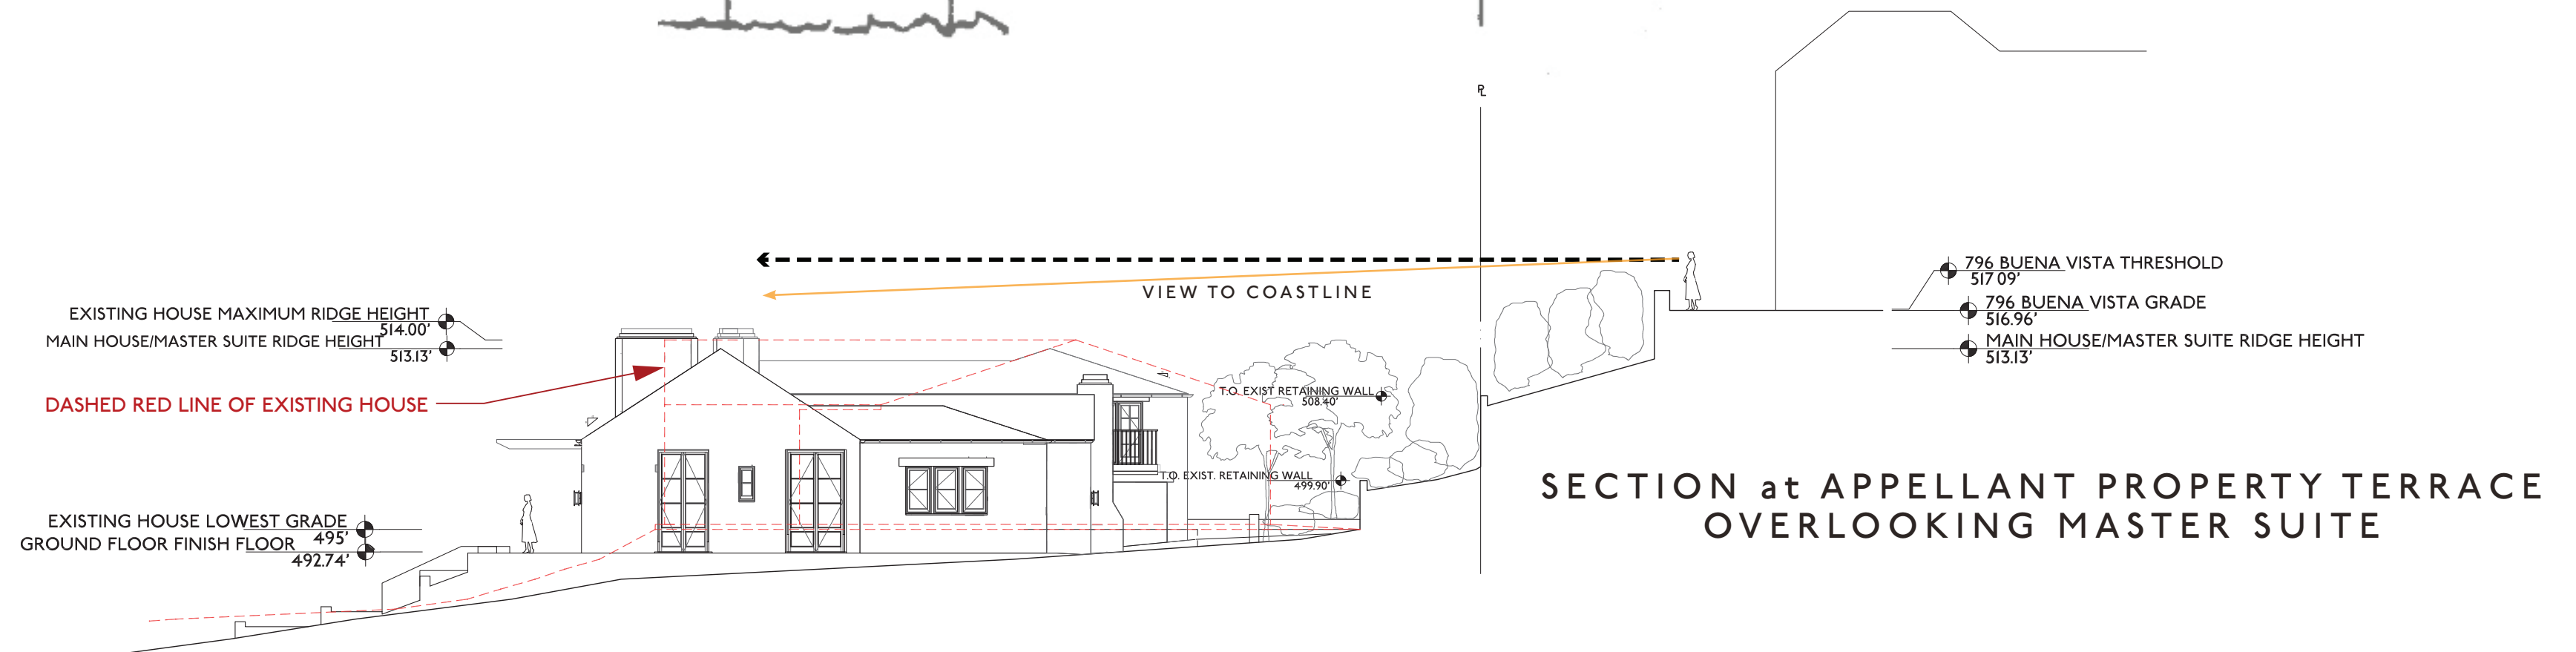 PL
796 BUENA VISTA THRESHOLD
517 09'
VIEW TO COASTLINE
796 BUENA VISTA GRADE
516.96'
EXISTING HOUSE MAXIMUM RIDGE HEIGHT
514.00'
MAIN HOUSE/MASTER SUITE RIDGE HEIGHT
513.13'
MAIN HOUSE/MASTER SUITE RIDGE HEIGHT
513.13'
DASHED RED LINE OF EXISTING HOUSE
T.O. EXIST RETAINING WALL
508.40'
T.O. EXIST. RETAINING WALL
499.90'
SECTION at APPELLANT PROPERTY TERRACE
OVERLOOKING MASTER SUITE
EXISTING HOUSE LOWEST GRADE
495'
GROUND FLOOR FINISH FLOOR
492.74'